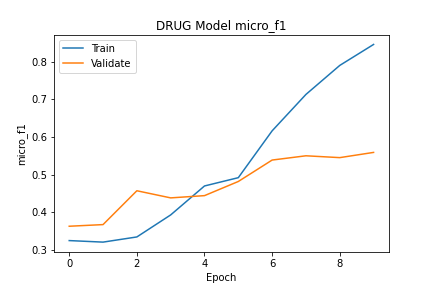 DRUG Model micro_f1
Train
Validate
0.8
0.7
0.6
0.5
0.4
0.3
micro_f1
0 2 4 6 8
Epoch